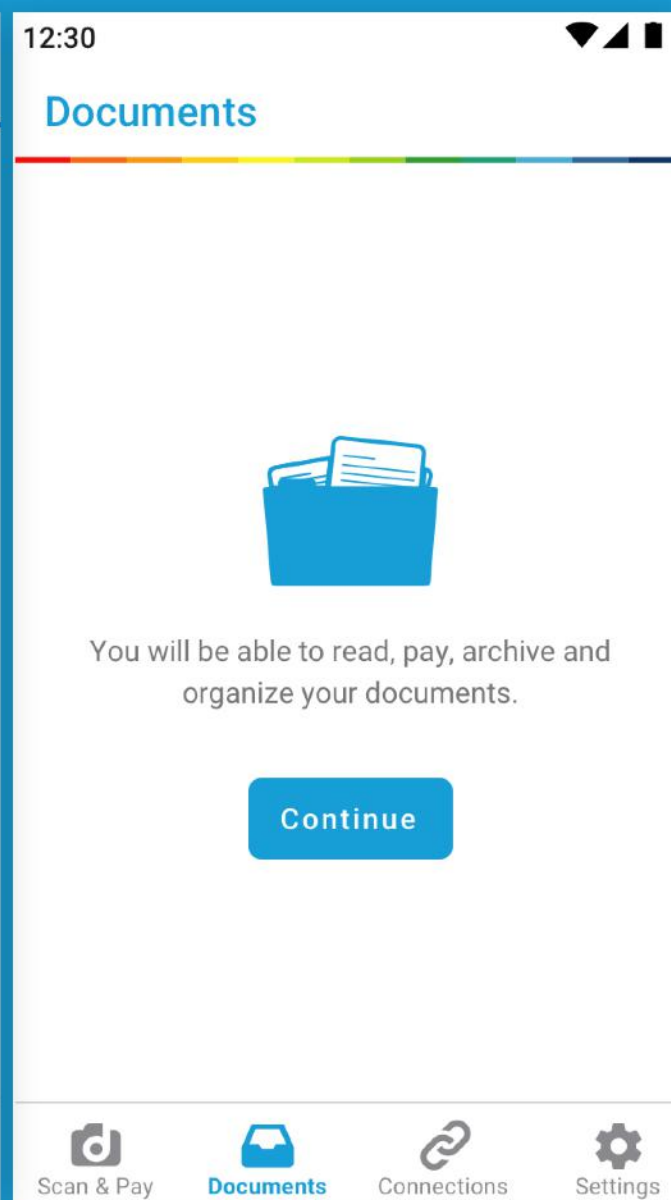 12:30
Documents
You will be able to read, pay, archive and
organize your documents.
Continue
Scan & Pay
Documents
Connections
Settings